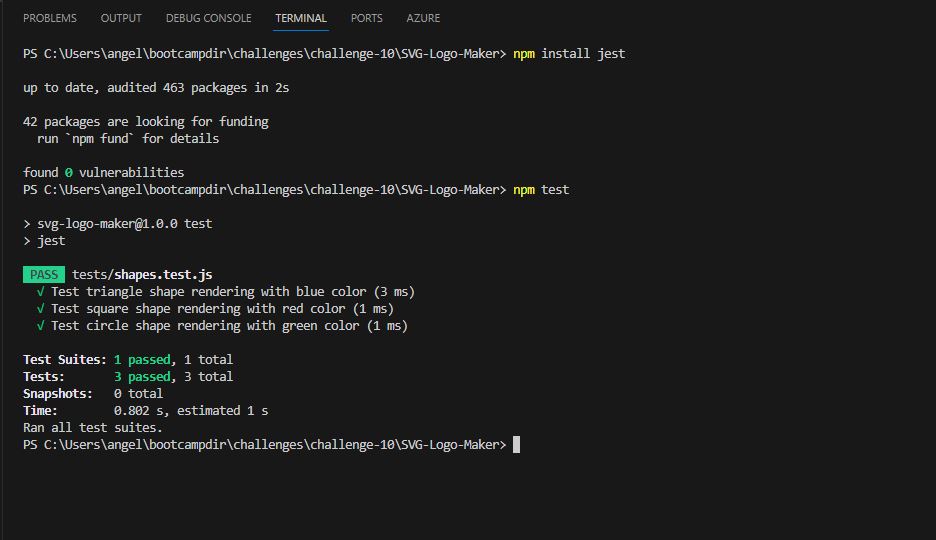 PROBLEMS OUTPUT DEBUG CONSOLE TERMINAL PORTS AZURE
PS C:\Users\angel\bootcampdir\challenges\challenge-10\SVG-Logo-Maker> npm install jest
up to date, audited 463 packages in 2s
42 packages are looking for funding
  run `npm fund` for details
found 0 vulnerabilities
PS C:\Users\angel\bootcampdir\challenges\challenge-10\SVG-Logo-Maker> npm test
> svg-logo-maker@1.0.0 test
> jest
PASS tests/shapes.test.js
  √ Test triangle shape rendering with blue color (3 ms)
  √ Test square shape rendering with red color (1 ms)
  √ Test circle shape rendering with green color (1 ms)
Test Suites: 1 passed, 1 total
Tests:       3 passed, 3 total
Snapshots:   0 total
Time:        0.802 s, estimated 1 s
Ran all test suites.
PS C:\Users\angel\bootcampdir\challenges\challenge-10\SVG-Logo-Maker>